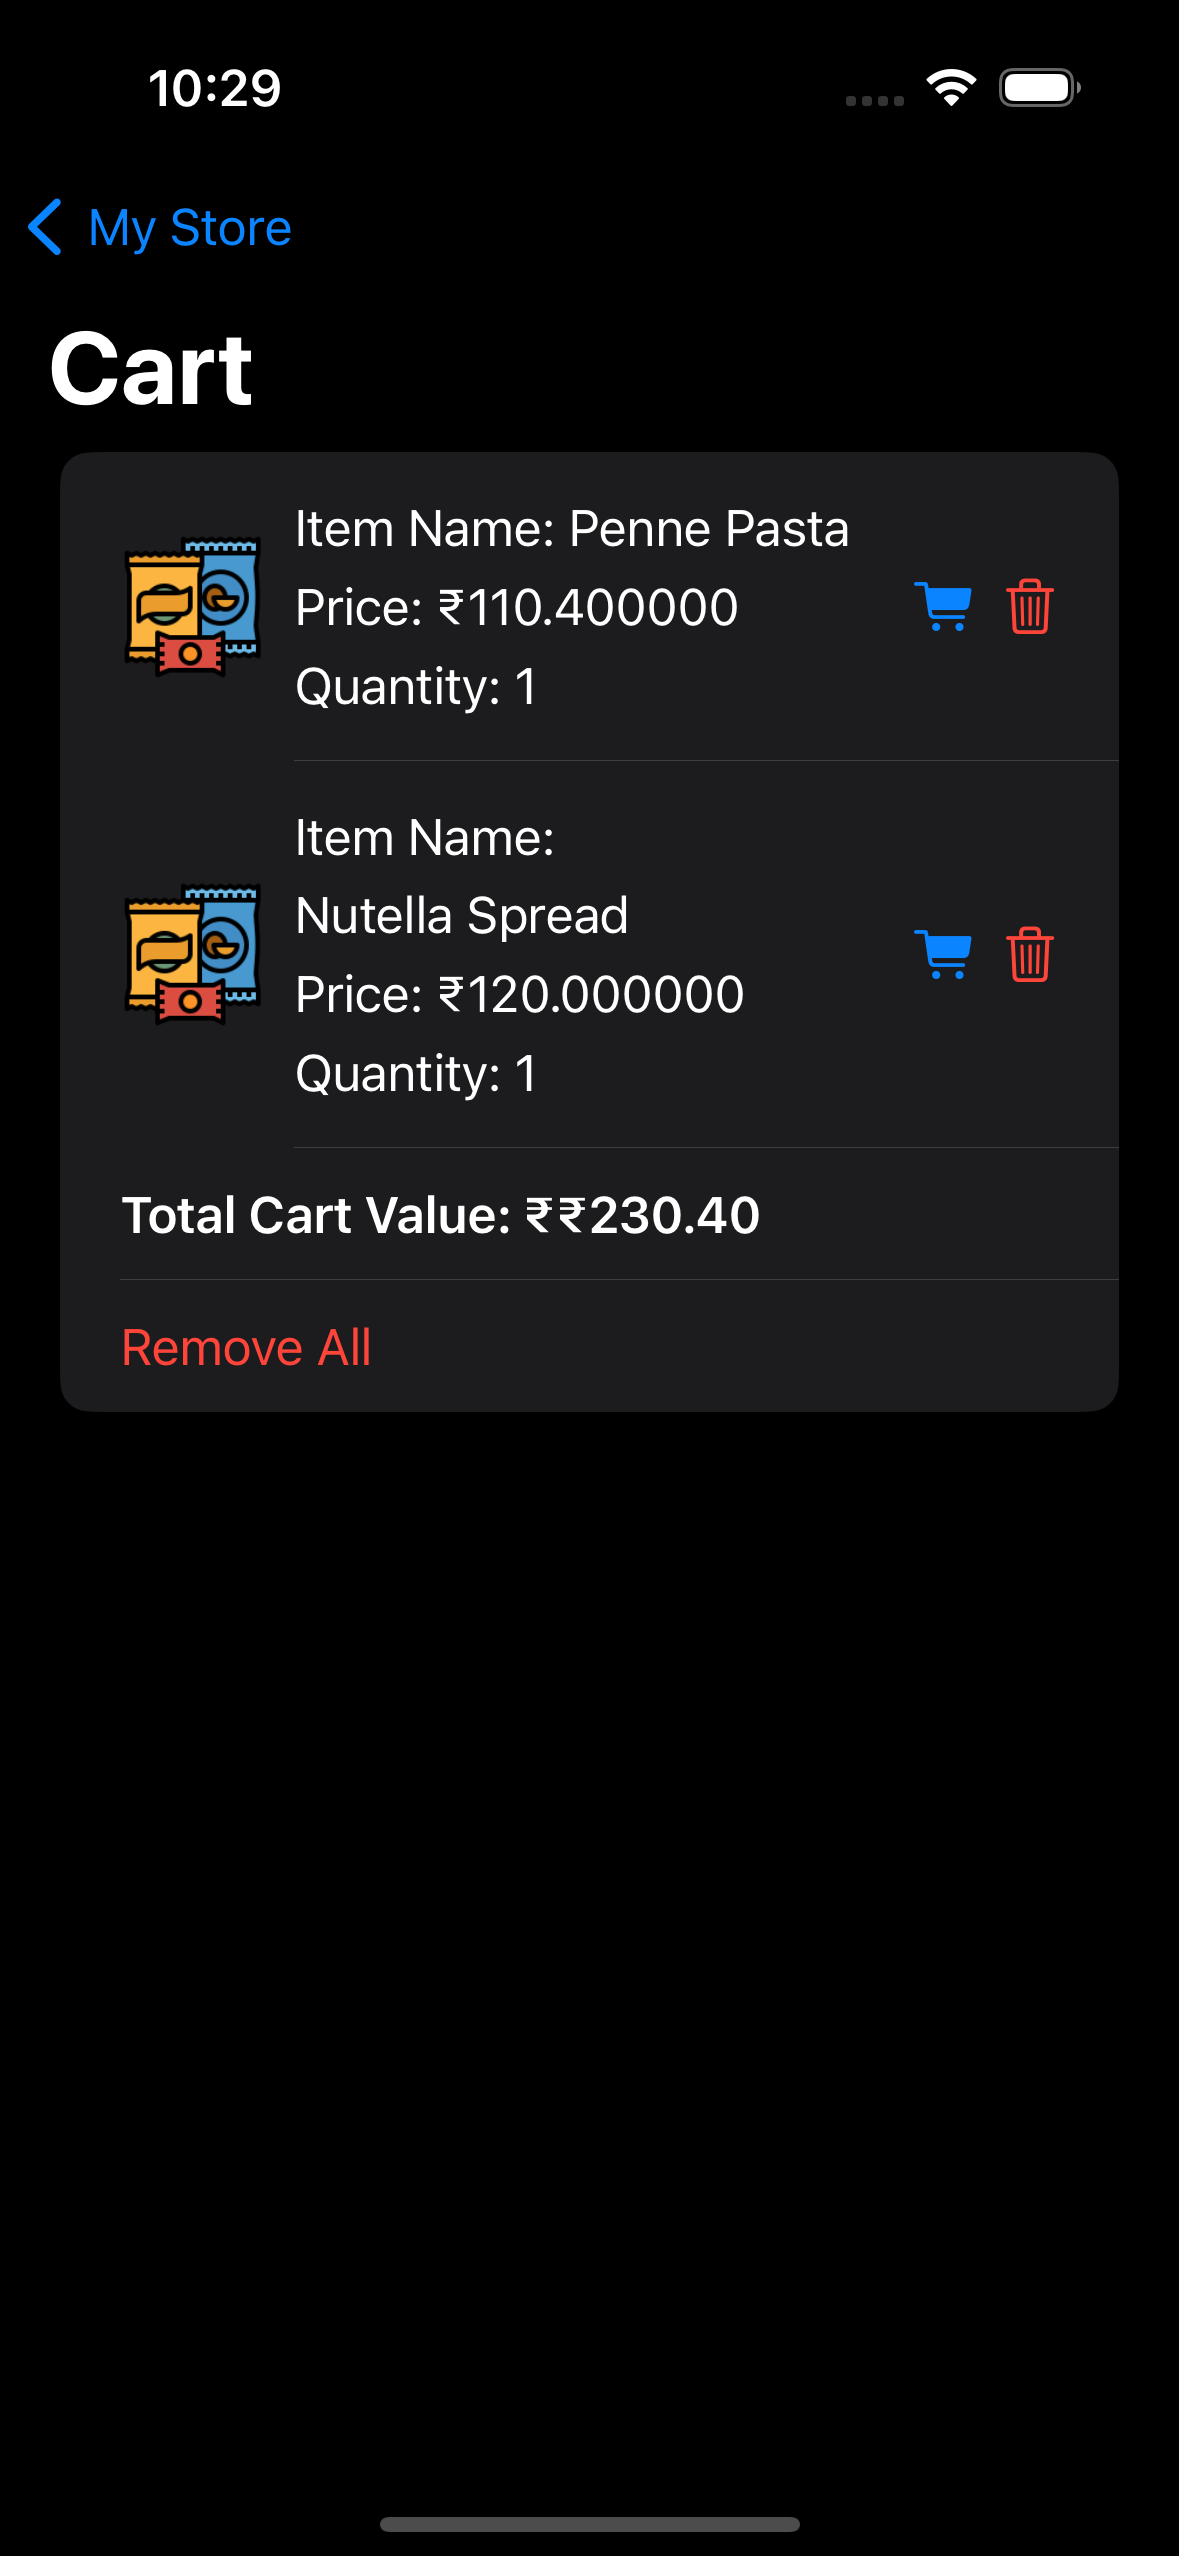 10:29
My Store
Cart
Item Name: Penne Pasta
Price: ₹110.400000
Quantity: 1
Item Name:
Nutella Spread
Price: ₹120.000000
Quantity: 1
Total Cart Value: ₹₹230.40
Remove All